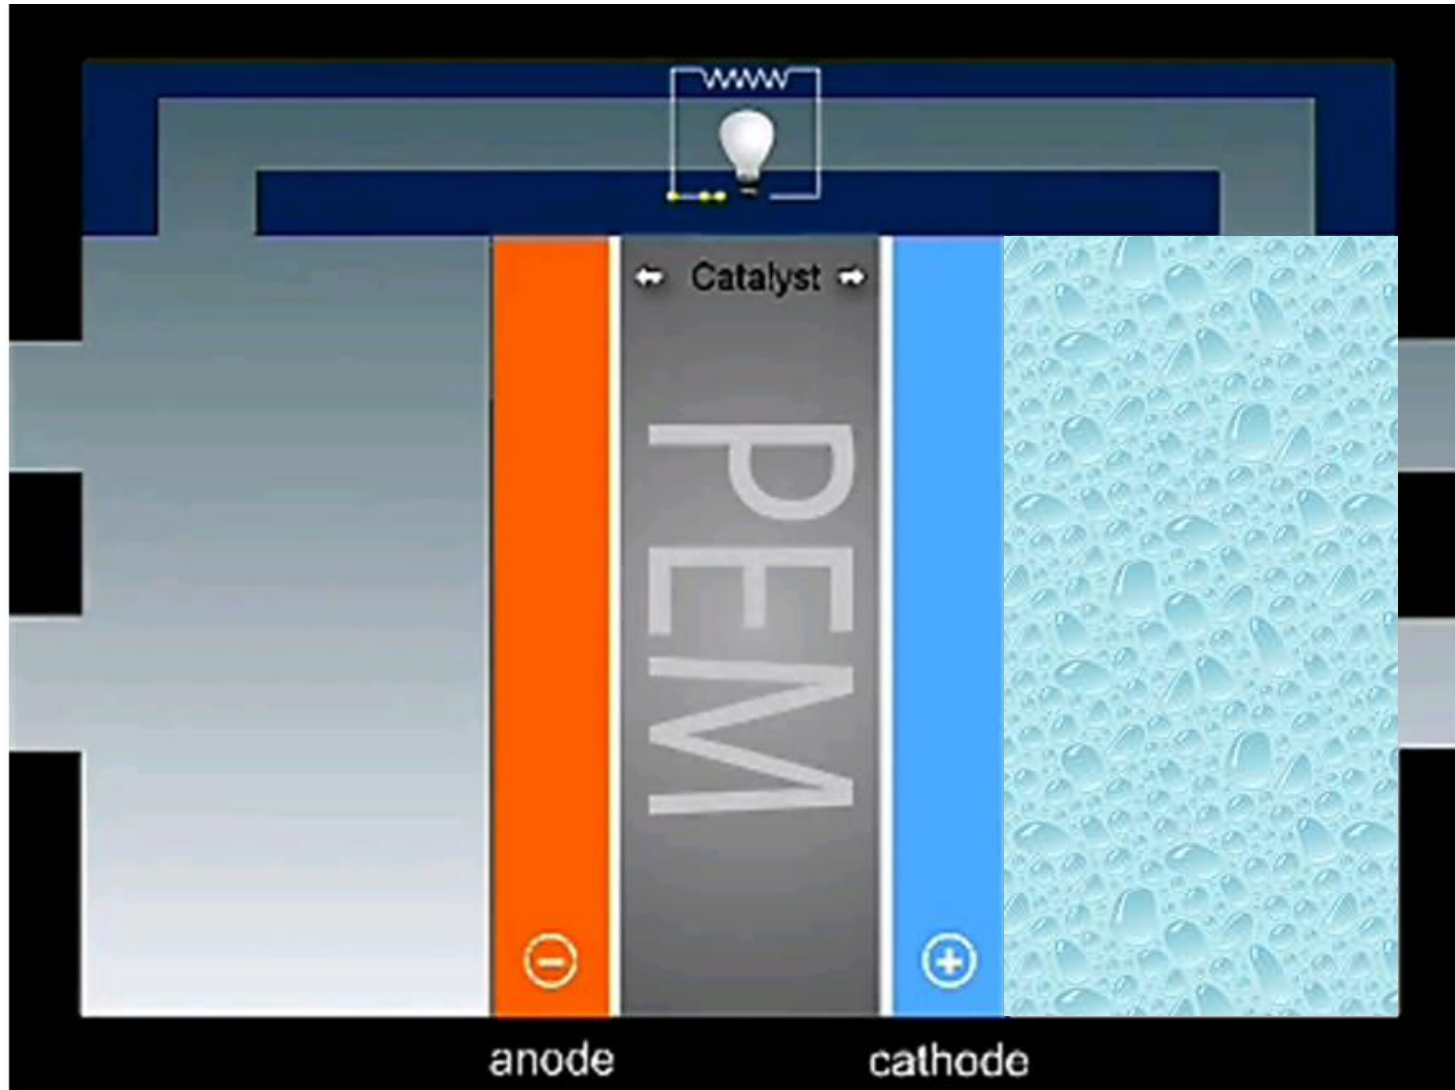 Catalyst
PEM
−
+
anode
cathode